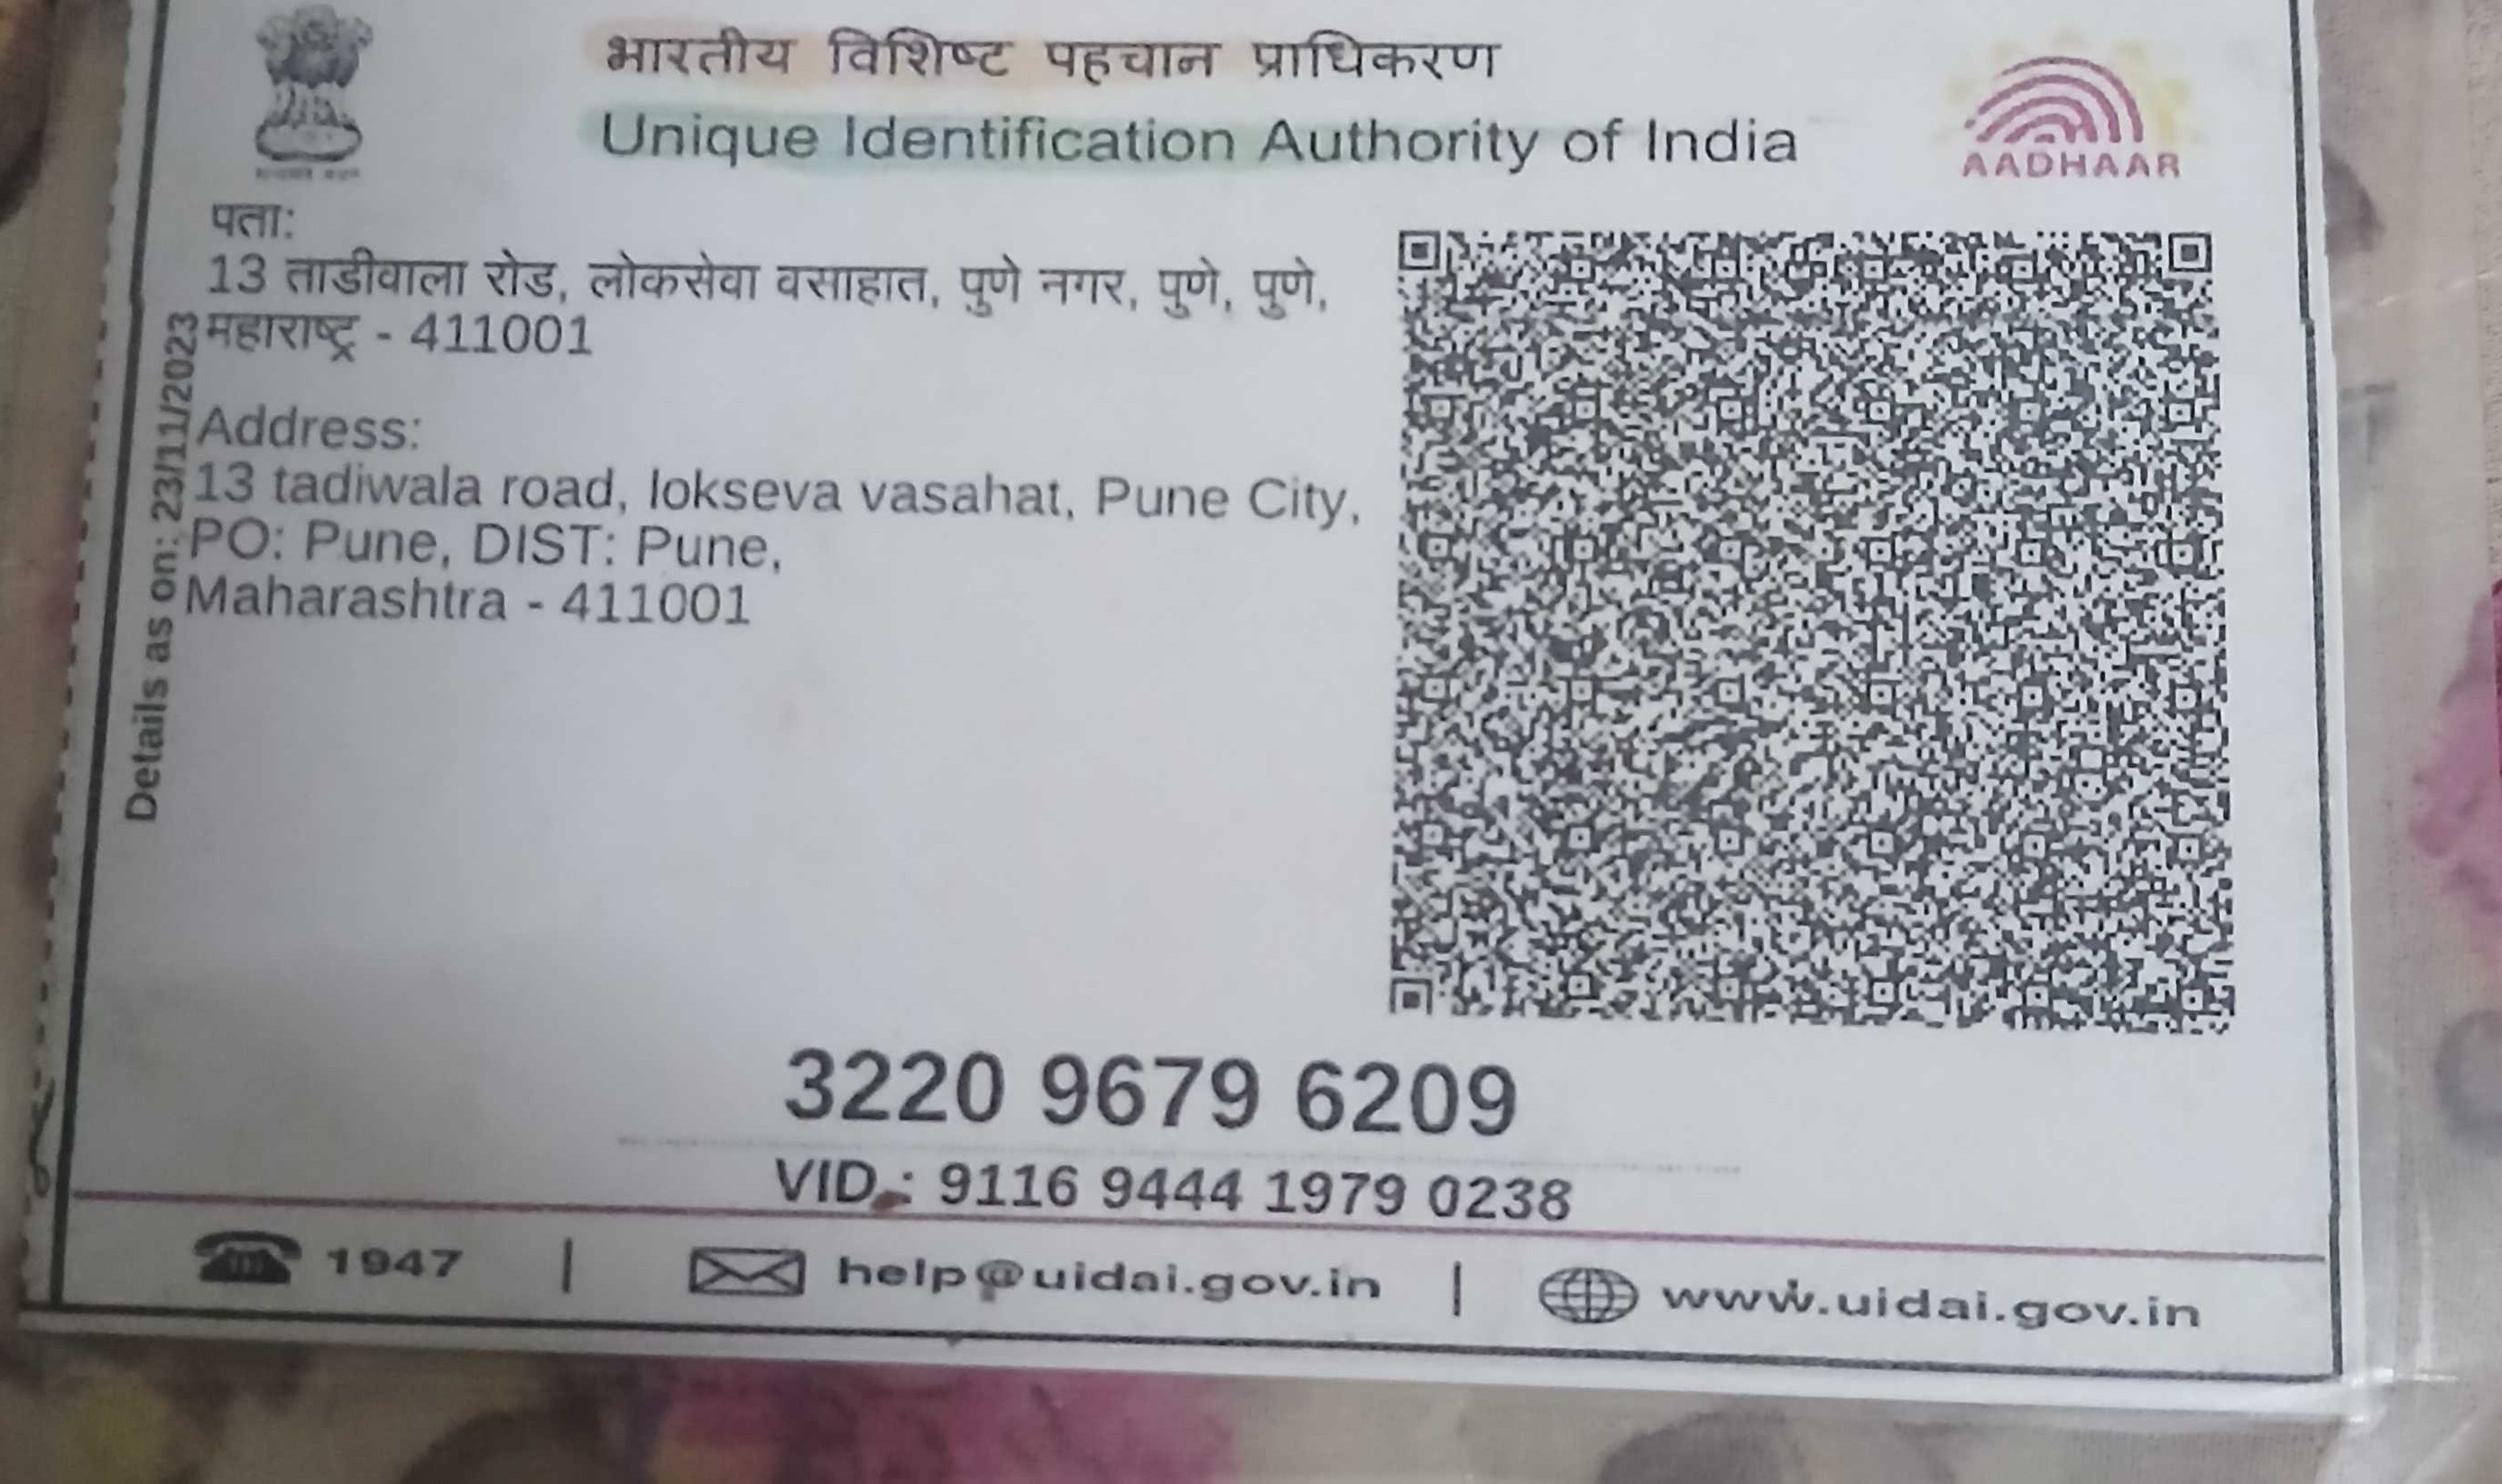 भारतीय विशिष्ट पहचान प्राधिकरण
Unique Identification Authority of India
AADHAAR
पता:
13 ताडीवाला रोड, लोकसेवा वसाहात, पुणे नगर, पुणे, पुणे,
महाराष्ट्र - 411001
Address:
13 tadiwala road, lokseva vasahat, Pune City,
PO: Pune, DIST: Pune,
Maharashtra - 411001
Details as on: 23/11/2023
3220 9679 6209
VID : 9116 9444 1979 0238
1947 | help@uidai.gov.in | www.uidai.gov.in